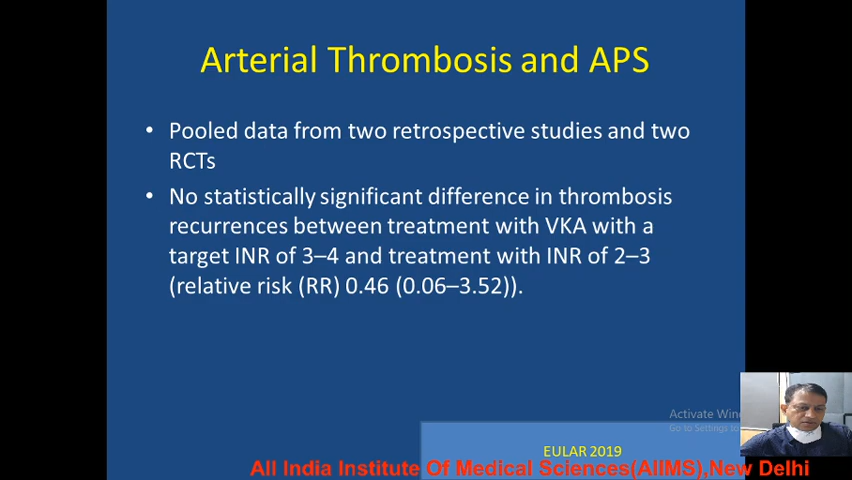 Arterial Thrombosis and APS
• Pooled data from two retrospective studies and two
RCTs
• No statistically significant difference in thrombosis
recurrences between treatment with VKA with a
target INR of 3–4 and treatment with INR of 2–3
(relative risk (RR) 0.46 (0.06–3.52)).
Activate Win
Go to Settings to
EULAR 2019
All India Institute Of Medical Sciences(AIIMS),New Delhi